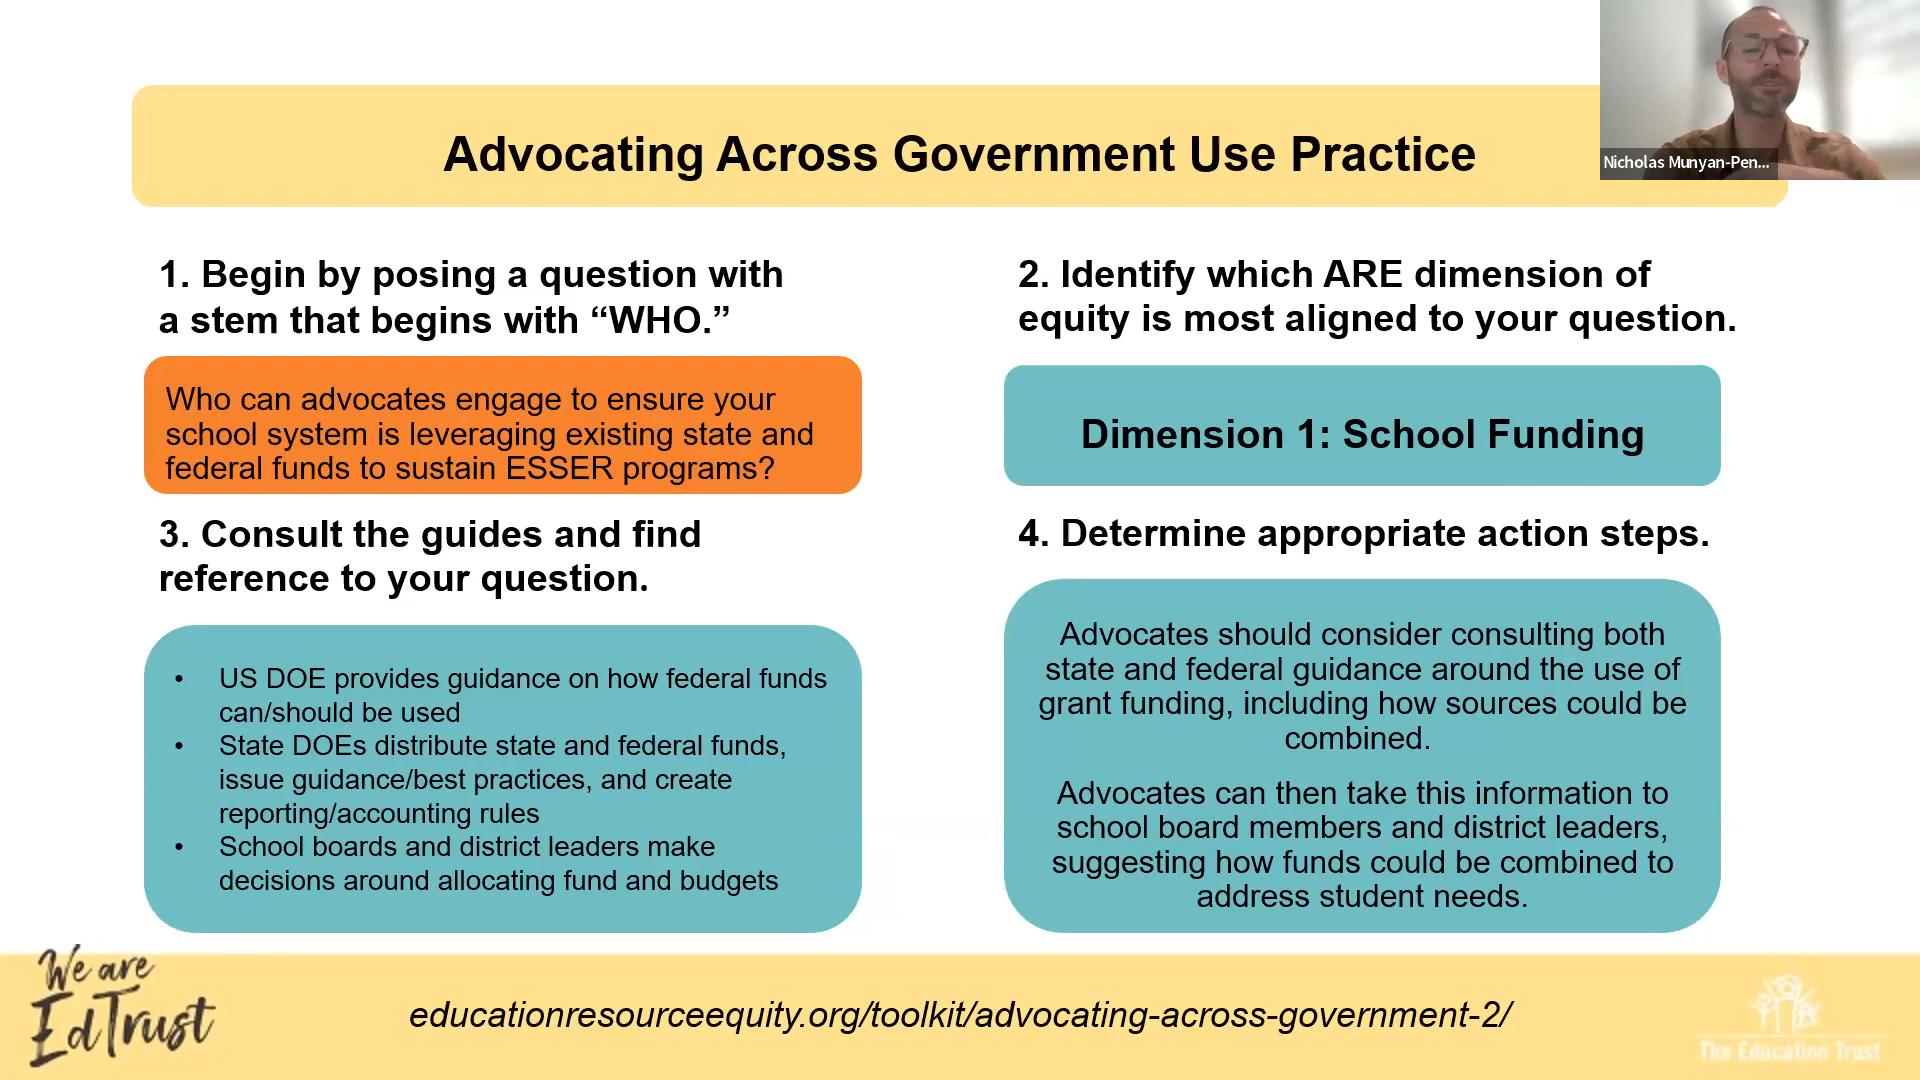 Advocating Across Government Use Practice
Nicholas Munyan-Pen...
1. Begin by posing a question with
a stem that begins with “WHO.”
Who can advocates engage to ensure your
school system is leveraging existing state and
federal funds to sustain ESSER programs?
2. Identify which ARE dimension of
equity is most aligned to your question.
Dimension 1: School Funding
3. Consult the guides and find
reference to your question.
• US DOE provides guidance on how federal funds
can/should be used
• State DOEs distribute state and federal funds,
issue guidance/best practices, and create
reporting/accounting rules
• School boards and district leaders make
decisions around allocating fund and budgets
4. Determine appropriate action steps.
Advocates should consider consulting both
state and federal guidance around the use of
grant funding, including how sources could be
combined.
Advocates can then take this information to
school board members and district leaders,
suggesting how funds could be combined to
address student needs.
We are
EdTrust
educationresourceequity.org/toolkit/advocating-across-government-2/
The Education Trust